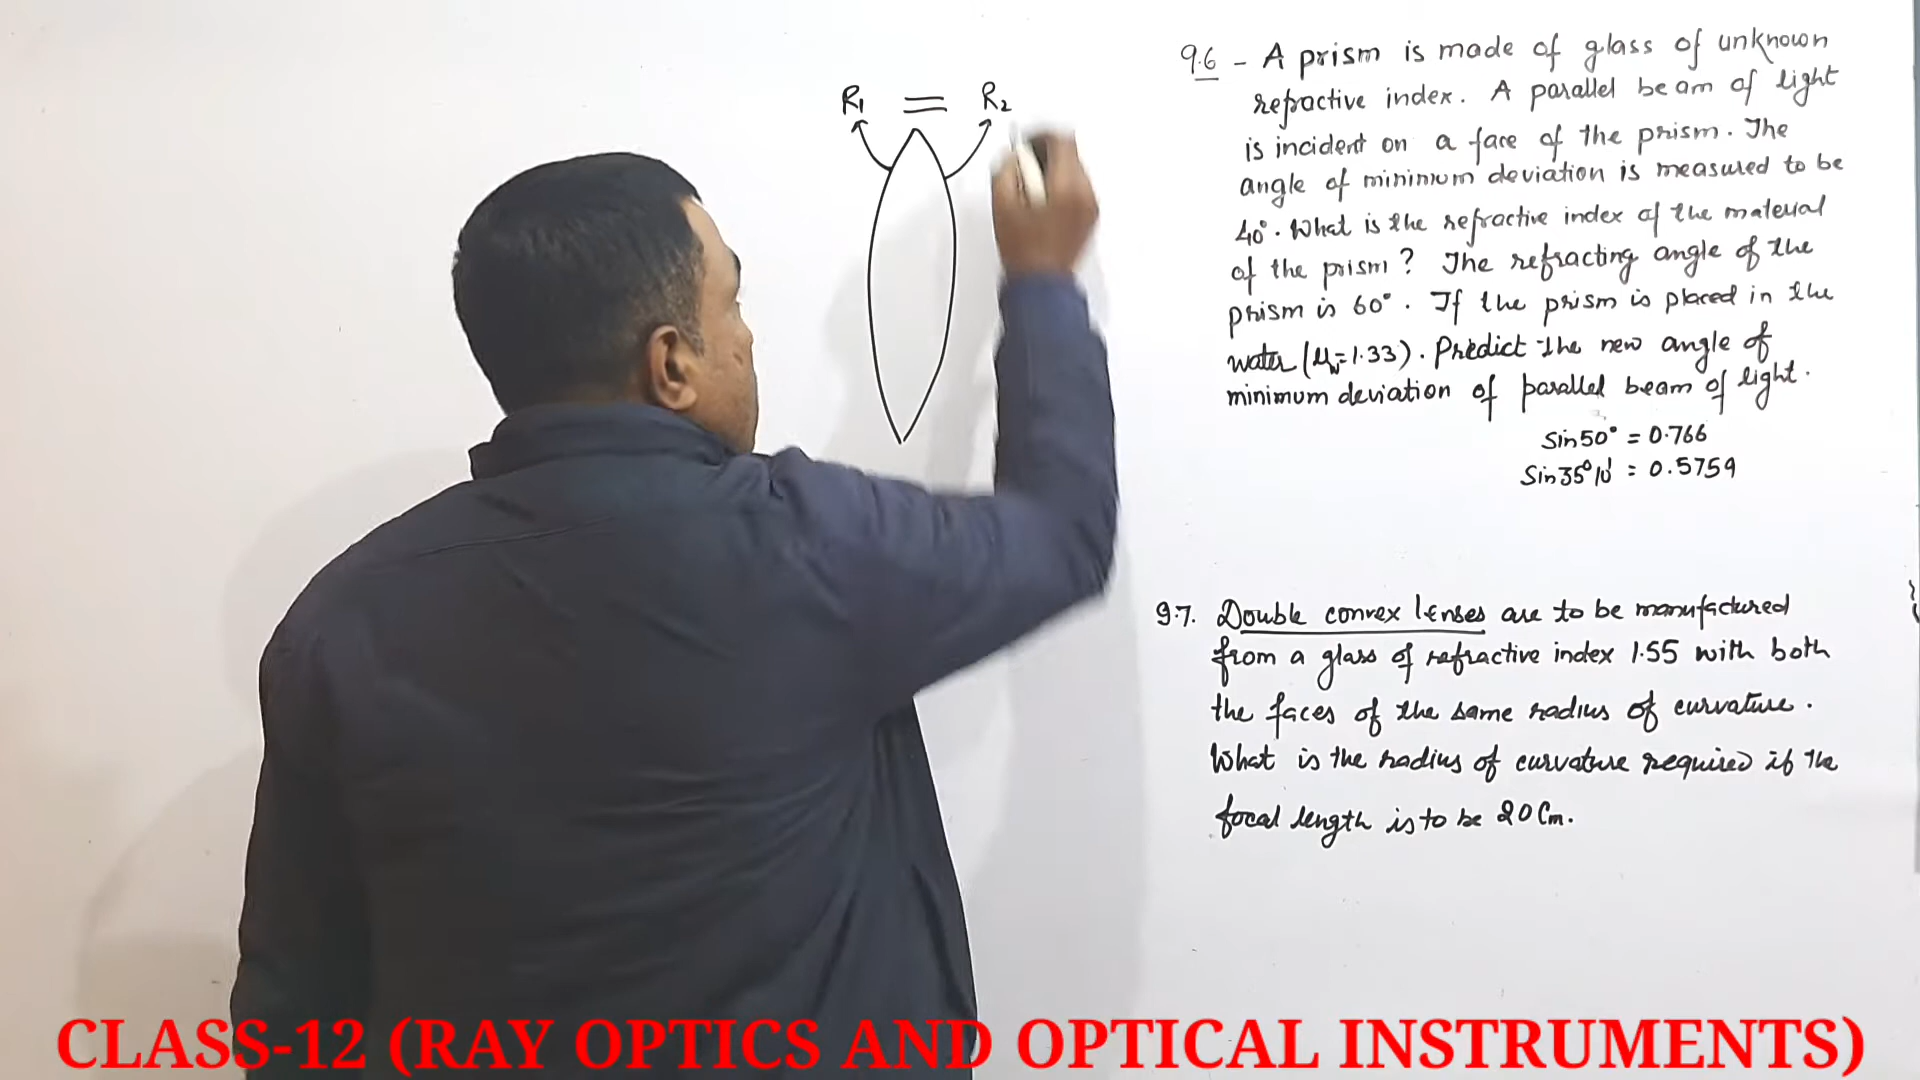 R₁ = R₂
9.6 - A prism is made of glass of unknown
refractive index. A parallel beam of light
is incident on a face of the prism. The
angle of minimum deviation is measured to be
40°. What is the refractive index of the material
of the prism? The refracting angle of the
prism is 60°. If the prism is placed in the
water (μw=1.33). Predict the new angle of
minimum deviation of parallel beam of light.
Sin50° = 0.766
Sin35°10' = 0.5759
9.7. Double convex lenses are to be manufactured
from a glass of refractive index 1.55 with both
the faces of the same radius of curvature.
What is the radius of curvature required if the
focal length is to be 20 Cm.
CLASS-12 (RAY OPTICS AND OPTICAL INSTRUMENTS)